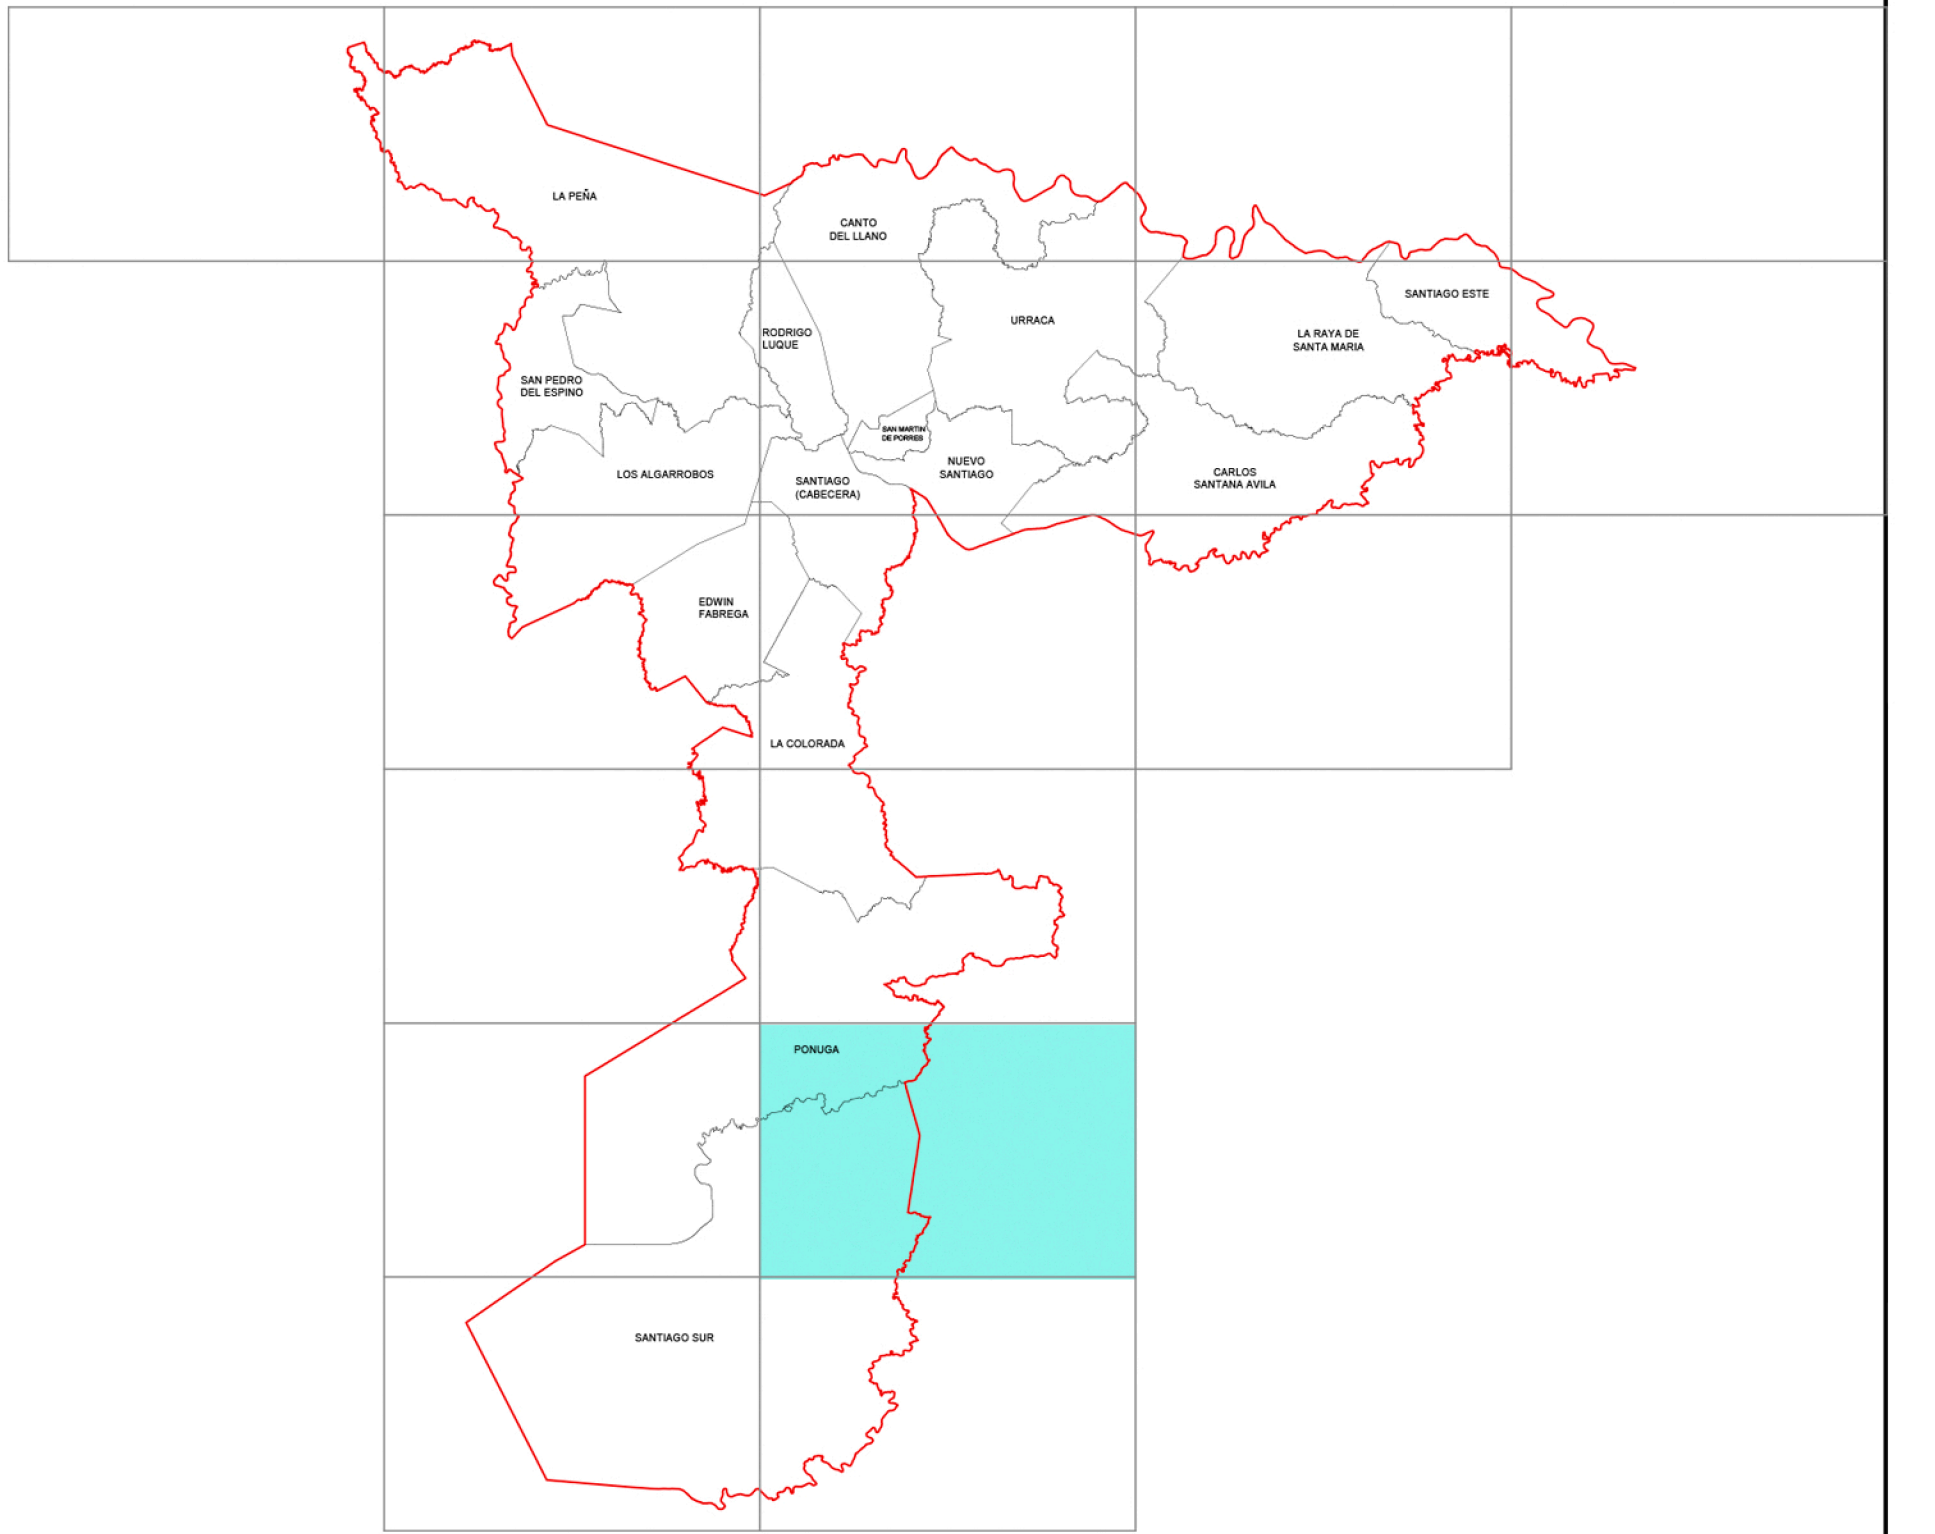 LA PEÑA
CANTO
DEL LLANO
SANTIAGO ESTE
URRACA
RODRIGO
LUQUE
LA RAYA DE
SANTA MARIA
SAN PEDRO
DEL ESPINO
SAN MARTIN
DE PORRES
LOS ALGARROBOS
NUEVO
SANTIAGO
CARLOS
SANTANA AVILA
SANTIAGO
(CABECERA)
EDWIN
FABREGA
LA COLORADA
PONUGA
SANTIAGO SUR